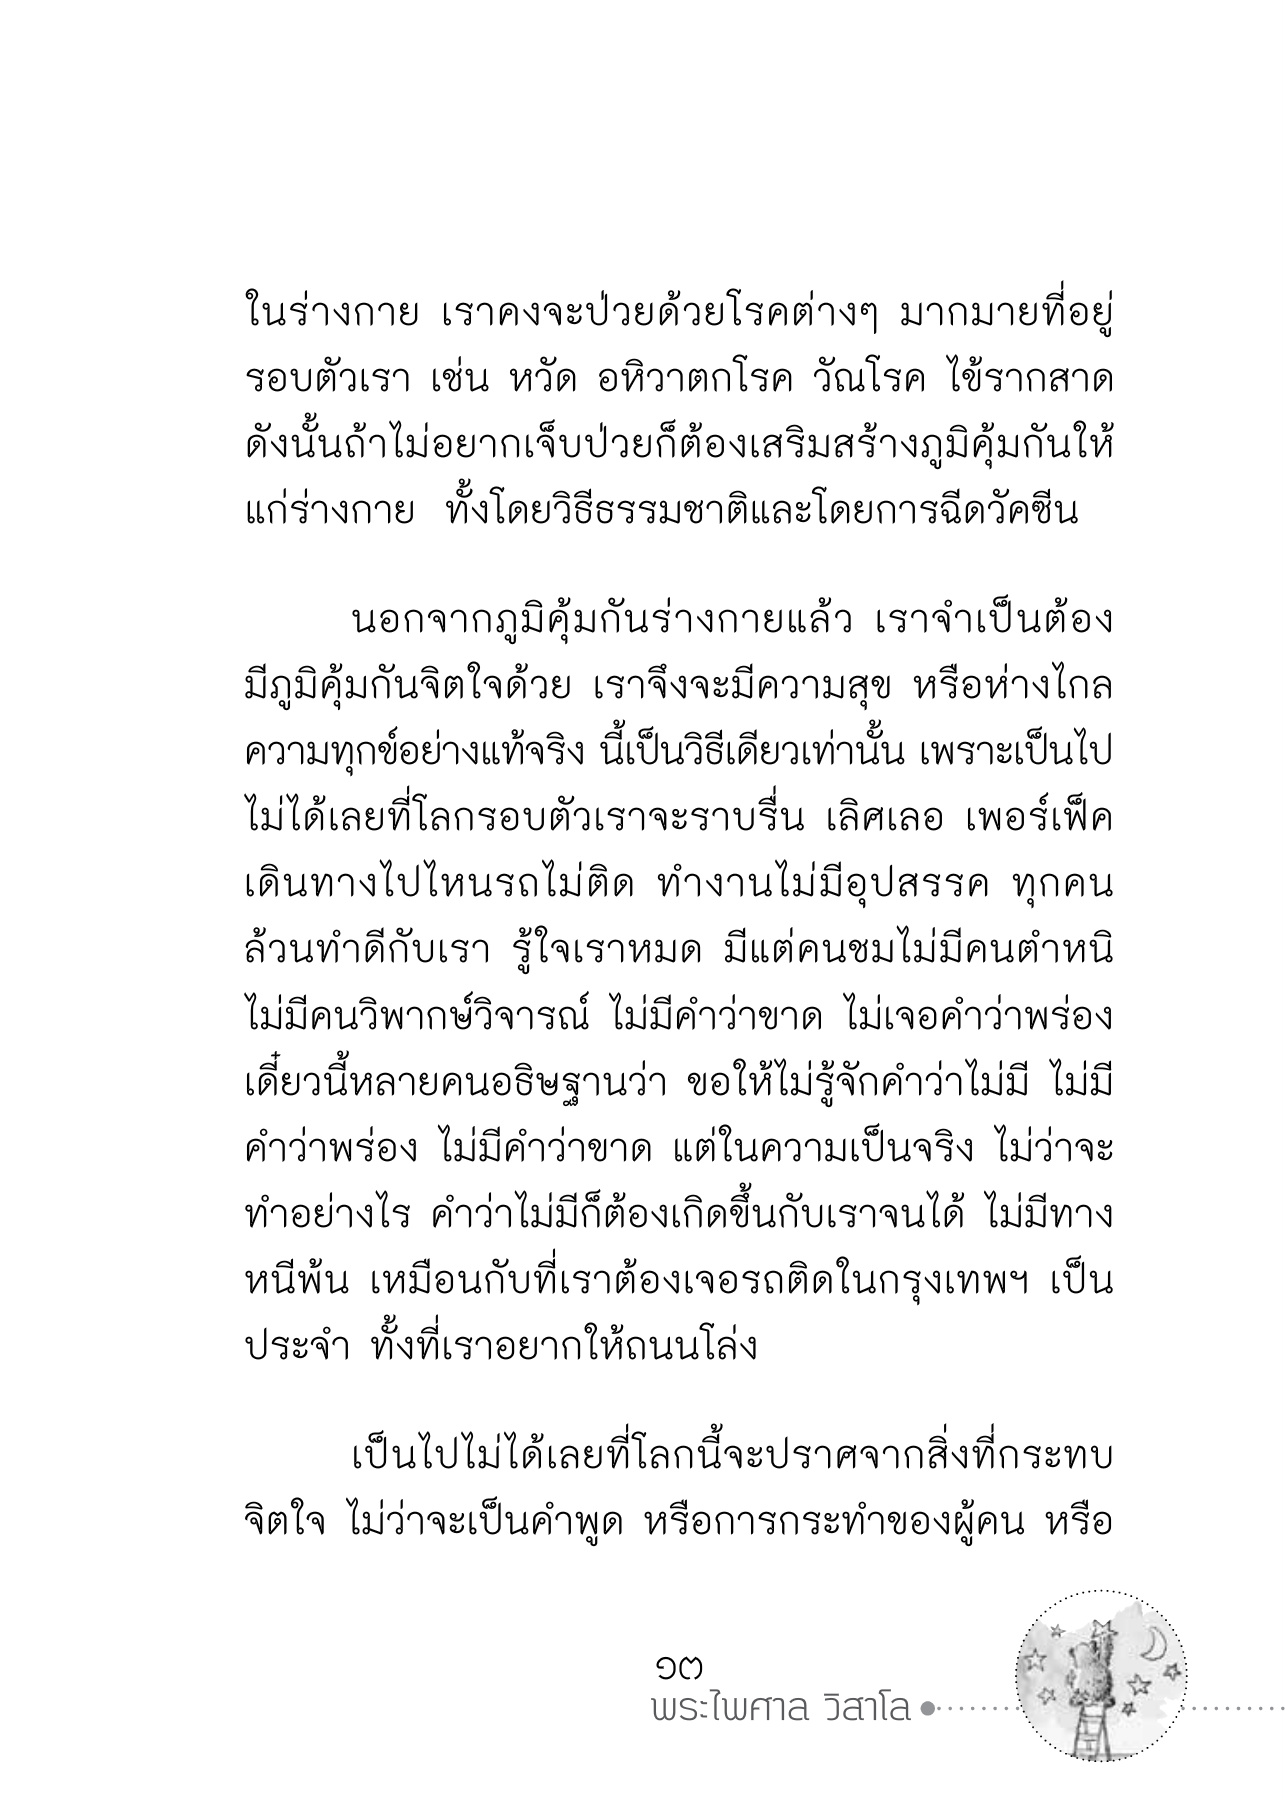 ในร่างกาย เราคงจะป่วยด้วยโรคต่างๆ มากมายที่อยู่
รอบตัวเรา เช่น หวัด อหิวาตกโรค วัณโรค ไข้รากสาด
ดังนั้นถ้าไม่อยากเจ็บป่วยก็ต้องเสริมสร้างภูมิคุ้มกันให้
แก่ร่างกาย ทั้งโดยวิธีธรรมชาติและโดยการฉีดวัคซีน
นอกจากภูมิคุ้มกันร่างกายแล้ว เราจำเป็นต้อง
มีภูมิคุ้มกันจิตใจด้วย เราจึงจะมีความสุข หรือห่างไกล
ความทุกข์อย่างแท้จริง นี้เป็นวิธีเดียวเท่านั้น เพราะเป็นไป
ไม่ได้เลยที่โลกรอบตัวเราจะราบรื่น เลิศเลอ เพอร์เฟ็ค
เดินทางไปไหนรถไม่ติด ทำงานไม่มีอุปสรรค ทุกคน
ล้วนทำดีกับเรา รู้ใจเราหมด มีแต่คนชมไม่มีคนตำหนิ
ไม่มีคนวิพากษ์วิจารณ์ ไม่มีคำว่าขาด ไม่เจอคำว่าพร่อง
เดี๋ยวนี้หลายคนอธิษฐานว่า ขอให้ไม่รู้จักคำว่าไม่มี ไม่มี
คำว่าพร่อง ไม่มีคำว่าขาด แต่ในความเป็นจริง ไม่ว่าจะ
ทำอย่างไร คำว่าไม่มีก็ต้องเกิดขึ้นกับเราจนได้ ไม่มีทาง
หนีพ้น เหมือนกับที่เราต้องเจอรถติดในกรุงเทพฯ เป็น
ประจำ ทั้งที่เราอยากให้ถนนโล่ง
เป็นไปไม่ได้เลยที่โลกนี้จะปราศจากสิ่งที่กระทบ
จิตใจ ไม่ว่าจะเป็นคำพูด หรือการกระทำของผู้คน หรือ
๑๓
พระไพศาล วิสาโล